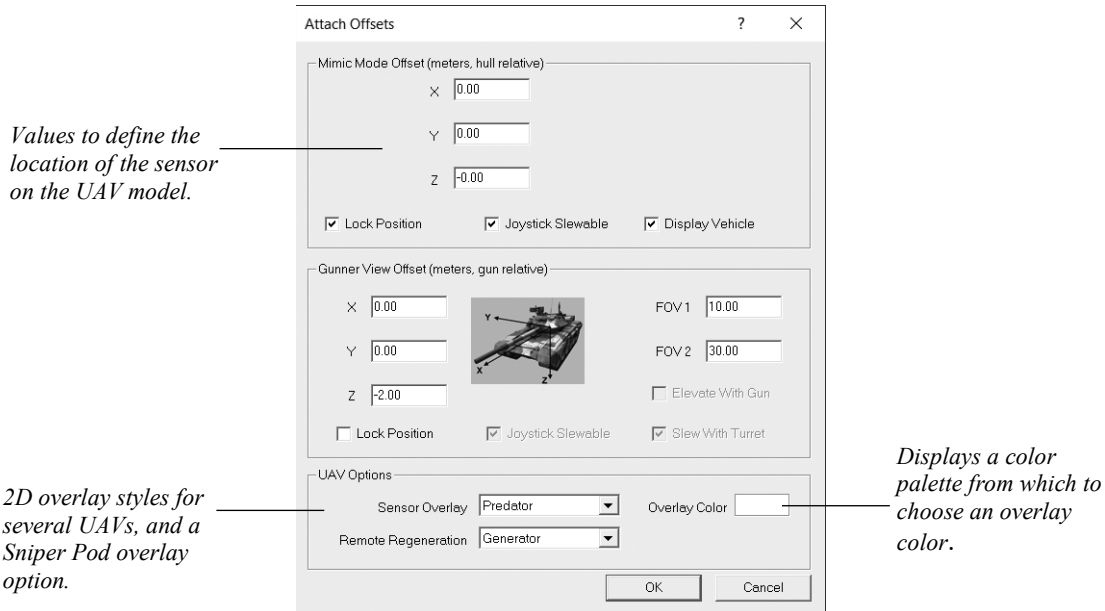 Attach Offsets
?
Mimic Mode Offset (meters, hull relative)
X 0.00
Y 0.00
Z -0.00
Lock Position Joystick Slewable Display Vehicle
Values to define the
location of the sensor
on the UAV model.
Gunner View Offset (meters, gun relative)
X 0.00 FOV 1 10.00
Y 0.00 FOV 2 30.00
Z -2.00 Elevate With Gun
Y
X
Z
Lock Position Joystick Slewable Slew With Turret
UAV Options
Sensor Overlay Predator Overlay Color
Remote Regeneration Generator
2D overlay styles for
several UAVs, and a
Sniper Pod overlay
option.
Displays a color
palette from which to
choose an overlay
color.
OK Cancel